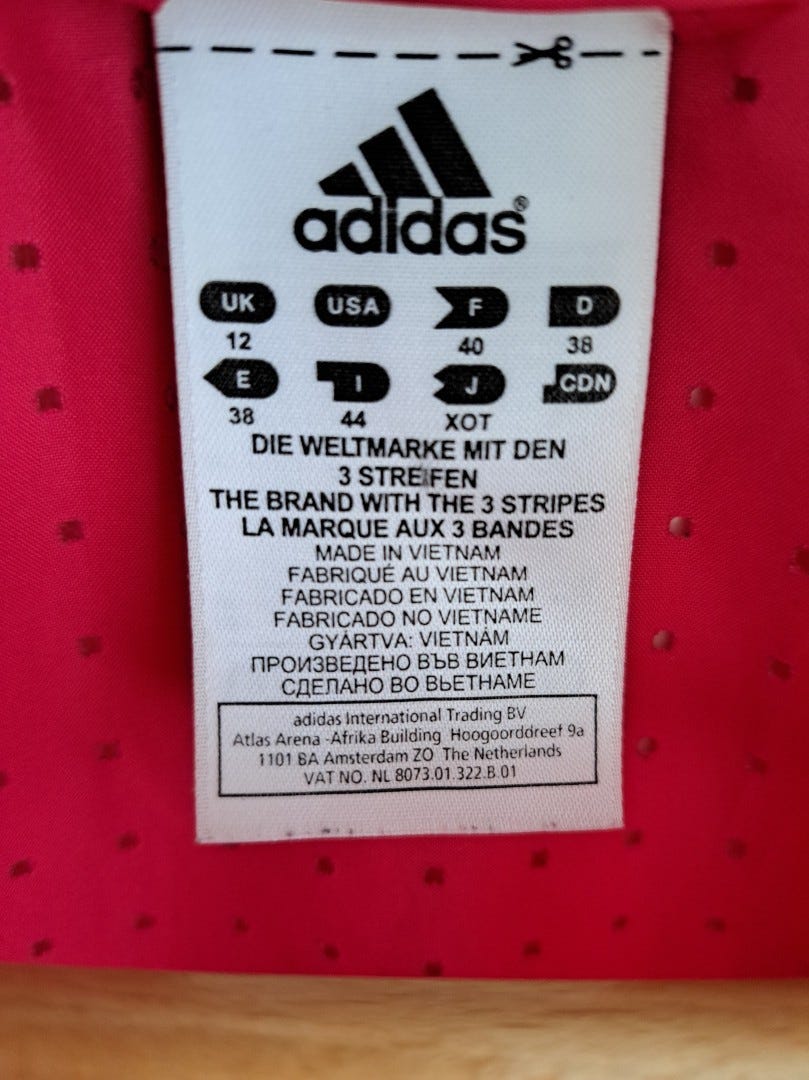 adidas®
UK USA F D
12 40 38
E I J CDN
38 44 XOT
DIE WELTMARKE MIT DEN
3 STREIFEN
THE BRAND WITH THE 3 STRIPES
LA MARQUE AUX 3 BANDES
MADE IN VIETNAM
FABRIQUÉ AU VIETNAM
FABRICADO EN VIETNAM
FABRICADO NO VIETNAME
GYÁRTVA: VIETNÁM
ПРОИЗВЕДЕНО ВЪВ ВИЕТНАМ
СДЕЛАНО ВО ВЬЕТНАМЕ
adidas International Trading BV
Atlas Arena -Afrika Building Hoogoorddreef 9a
1101 BA Amsterdam ZO The Netherlands
VAT NO. NL 8073.01.322.B.01